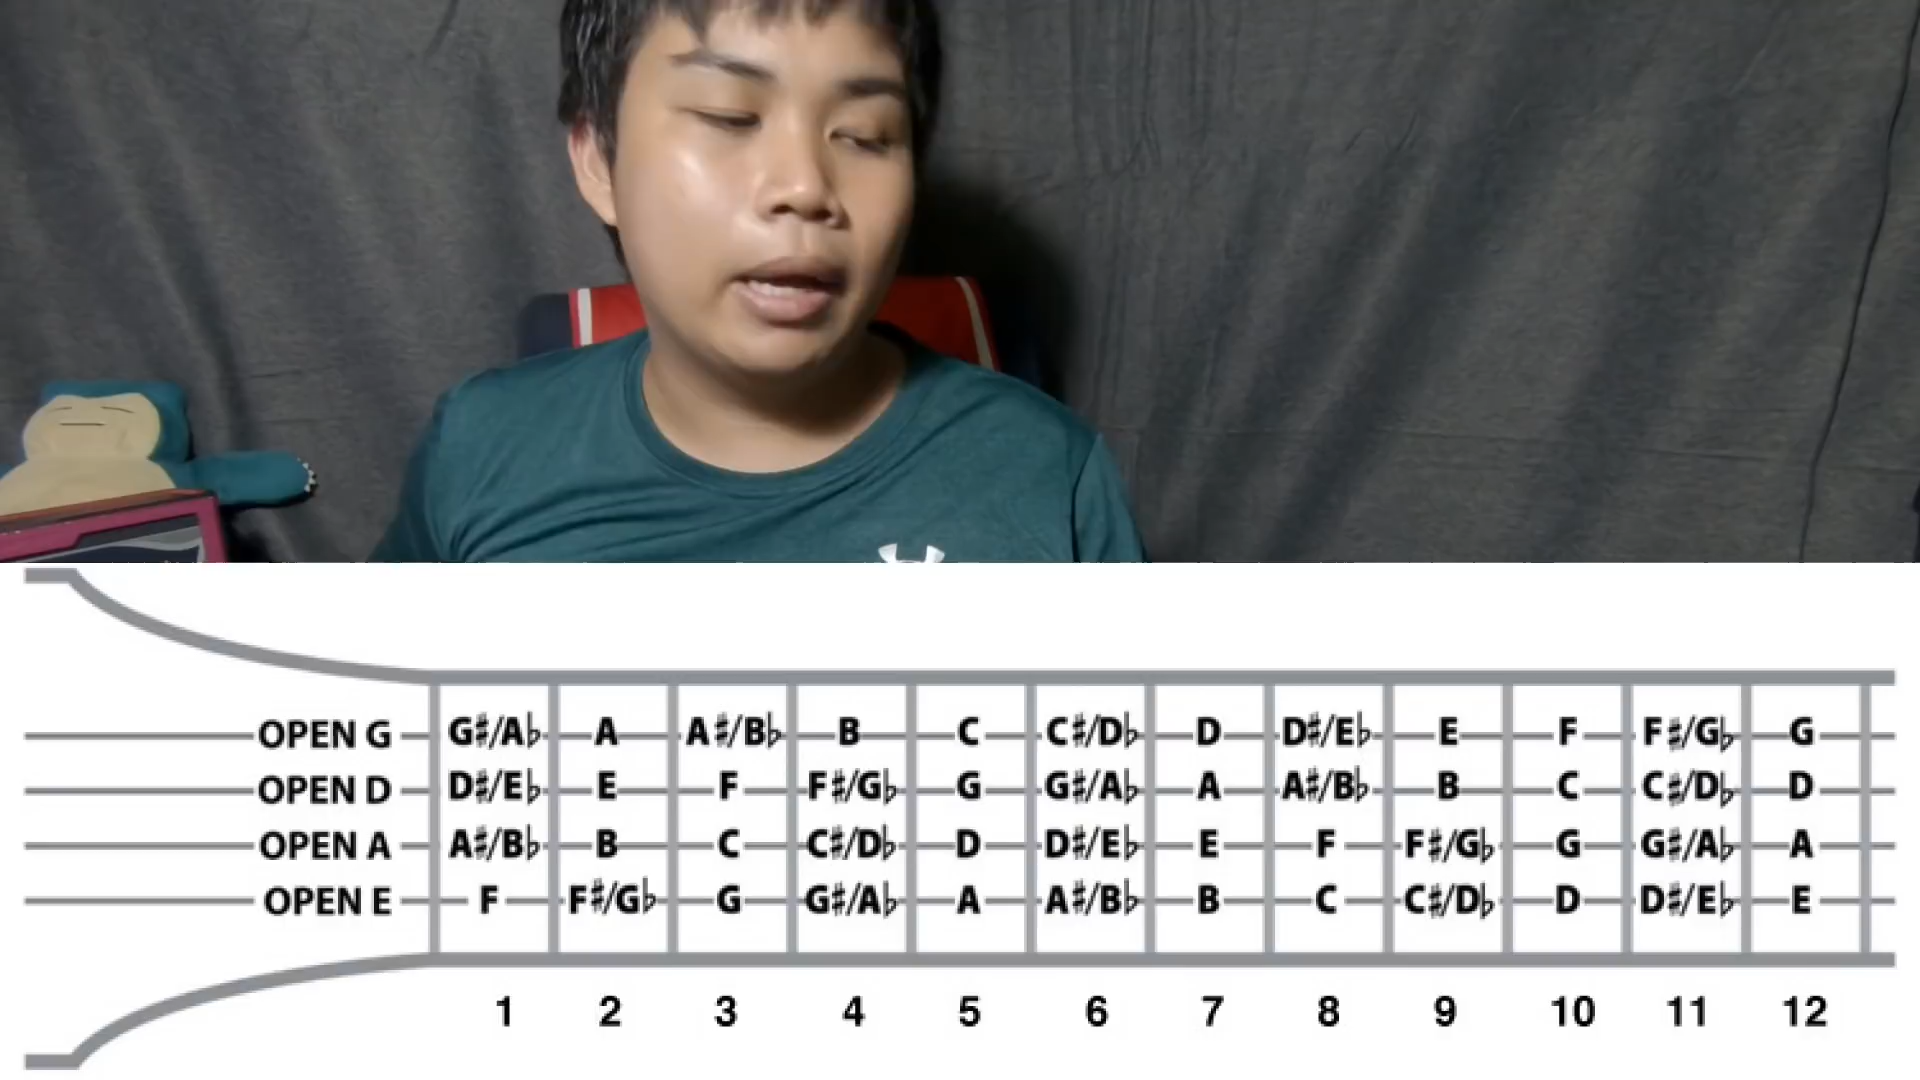 OPEN G G♯/A♭ A A♯/B♭ B C C♯/D♭ D D♯/E♭ E F F♯/G♭ G
OPEN D D♯/E♭ E F F♯/G♭ G G♯/A♭ A A♯/B♭ B C C♯/D♭ D
OPEN A A♯/B♭ B C C♯/D♭ D D♯/E♭ E F F♯/G♭ G G♯/A♭ A
OPEN E F F♯/G♭ G G♯/A♭ A A♯/B♭ B C C♯/D♭ D D♯/E♭ E
1 2 3 4 5 6 7 8 9 10 11 12